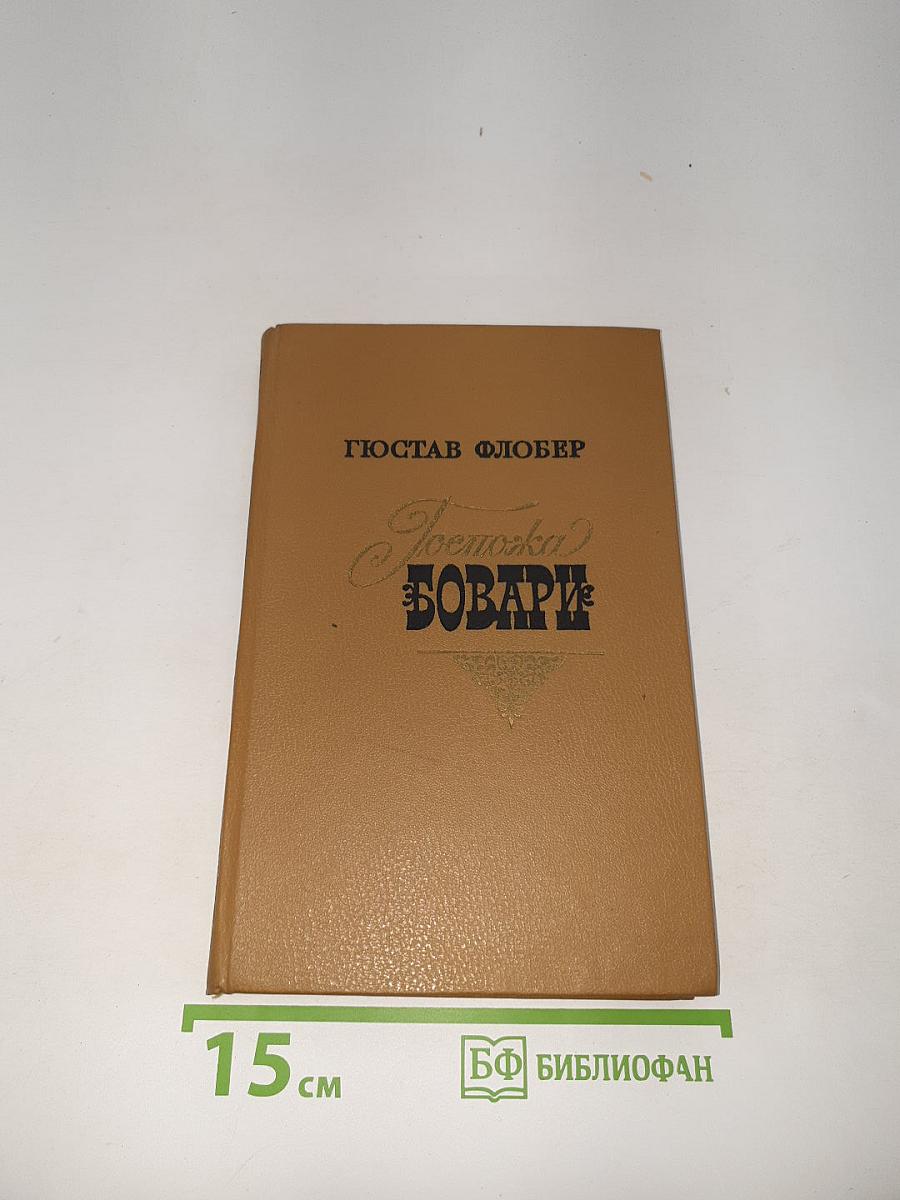 ГЮСТАВ ФЛОБЕР
Госпожа
БОВАРИ
15 см
БФ БИБЛИОФАН